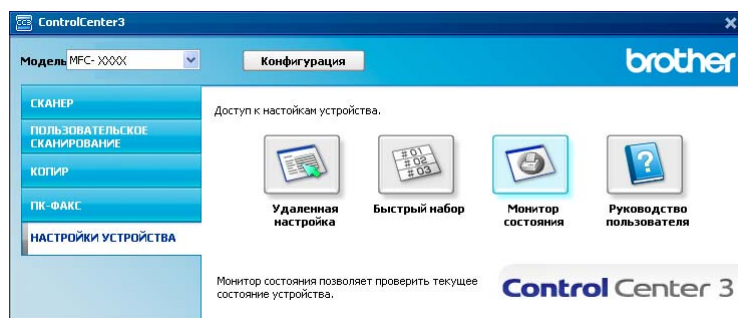 ControlCenter3
Модель MFC- XXXX
Конфигурация
brother
СКАНЕР
ПОЛЬЗОВАТЕЛЬСКОЕ
СКАНИРОВАНИЕ
КОПИР
ПК-ФАКС
НАСТРОЙКИ УСТРОЙСТВА
Доступ к настойкам устройства.
#01
#02
#03
Удаленная
настройка
Быстрый набор
Монитор
состояния
Руководство
пользователя
Монитор состояния позволяет проверить текущее
состояние устройства.
Control Center 3